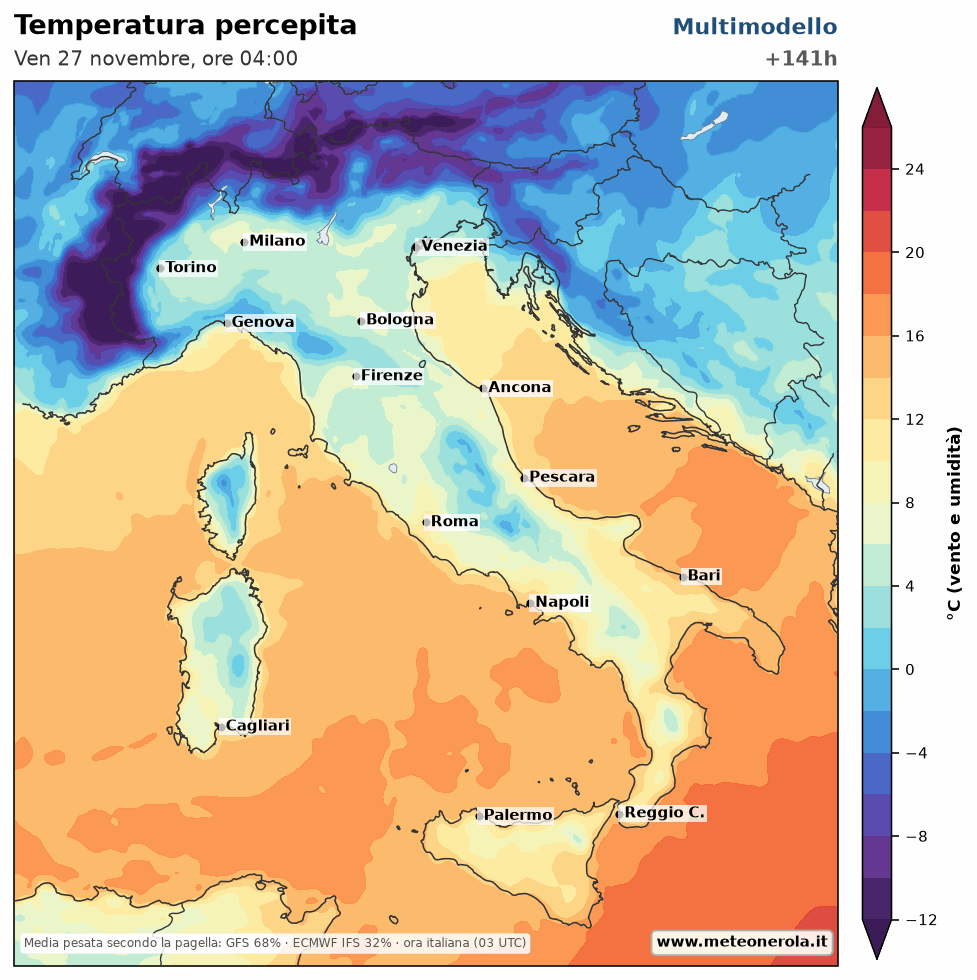 Temperatura percepita
Multimodello
Ven 27 novembre, ore 04:00
+141h
Milano
Venezia
Torino
Genova
Bologna
Firenze
Ancona
Pescara
Roma
Bari
Napoli
Cagliari
Palermo
Reggio C.
24
20
16
12
8
4
0
−4
−8
−12
°C (vento e umidità)
Media pesata secondo la pagella: GFS 68% · ECMWF IFS 32% · ora italiana (03 UTC)
www.meteonerola.it